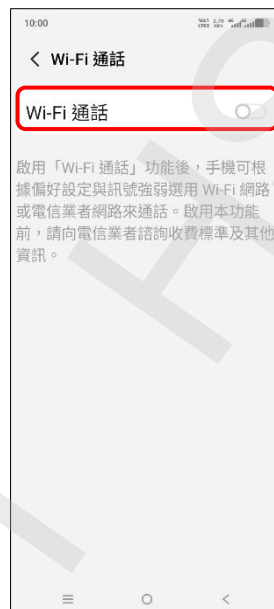 10:00
Wi-Fi 通話
Wi-Fi 通話
啟用「Wi-Fi 通話」功能後，手機可根
據偏好設定與訊號強弱選用 Wi-Fi 網路
或電信業者網路來通話。啟用本功能
前，請向電信業者諮詢收費標準及其他
資訊。